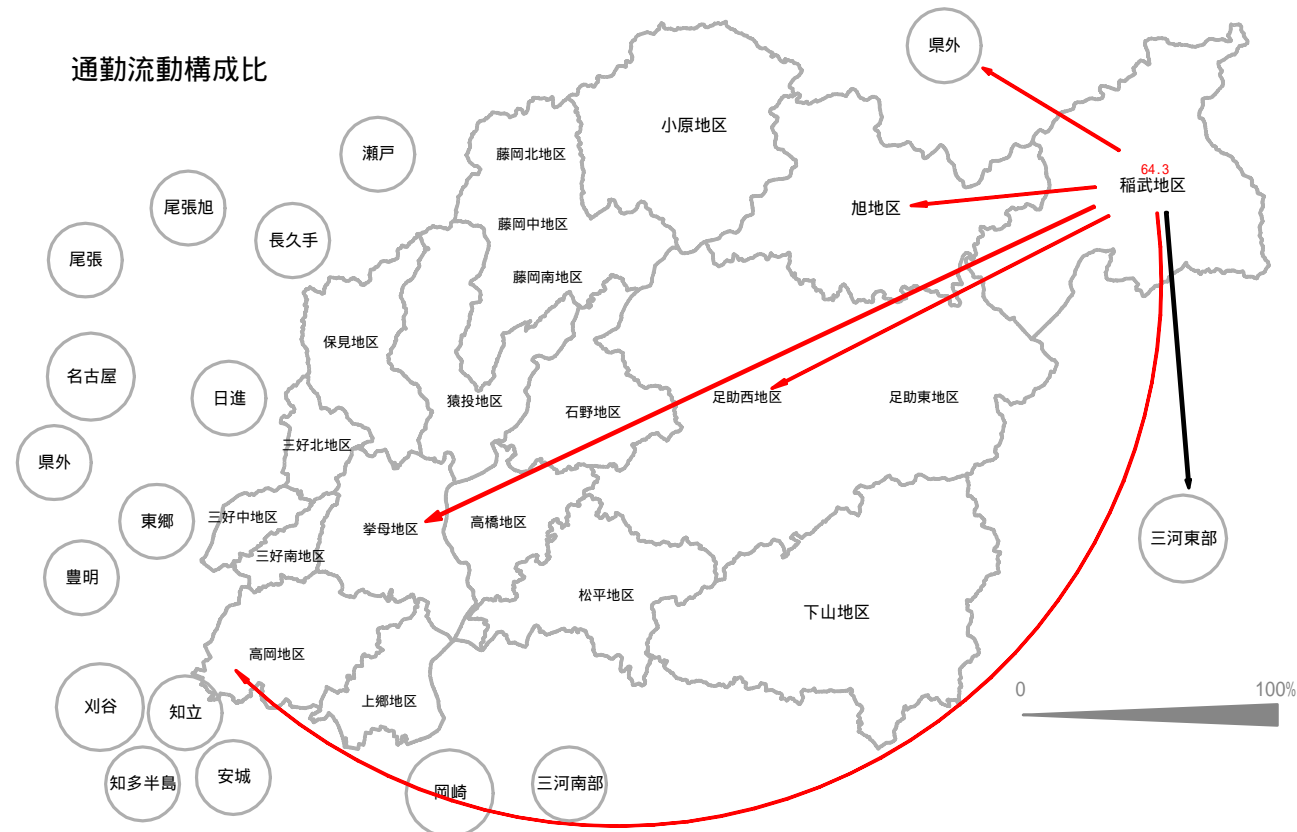 通勤流動構成比
県外
小原地区
瀬戸
藤岡北地区
64.3
稲武地区
尾張旭
旭地区
藤岡中地区
長久手
尾張
藤岡南地区
保見地区
名古屋
日進
猿投地区
石野地区
足助西地区
足助東地区
三好北地区
県外
東郷
三好中地区
挙母地区
高橋地区
三河東部
三好南地区
豊明
松平地区
下山地区
高岡地区
上郷地区
0
100%
刈谷
知立
知多半島
安城
岡崎
三河南部